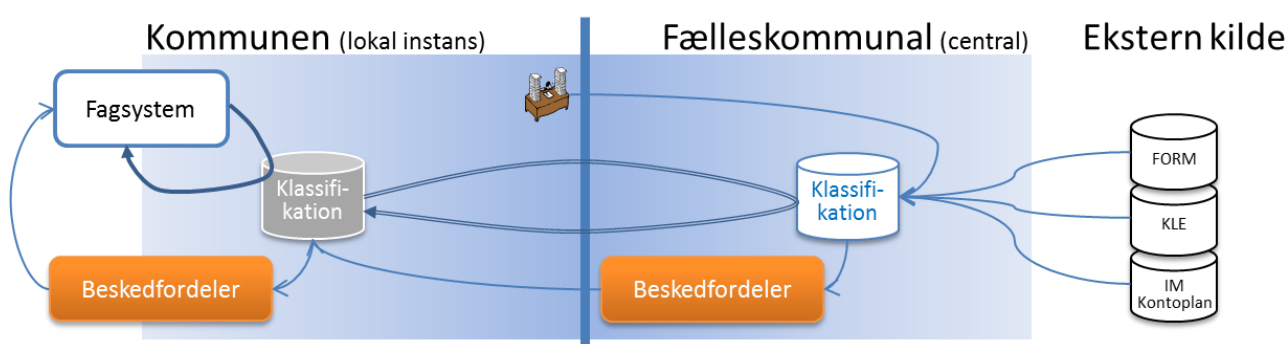 Kommunen (lokal instans)
Fælleskommunal (central)
Ekstern kilde
Fagsystem
Klassifi-
kation
Klassifi-
kation
FORM
KLE
IM
Kontoplan
Beskedfordeler
Beskedfordeler